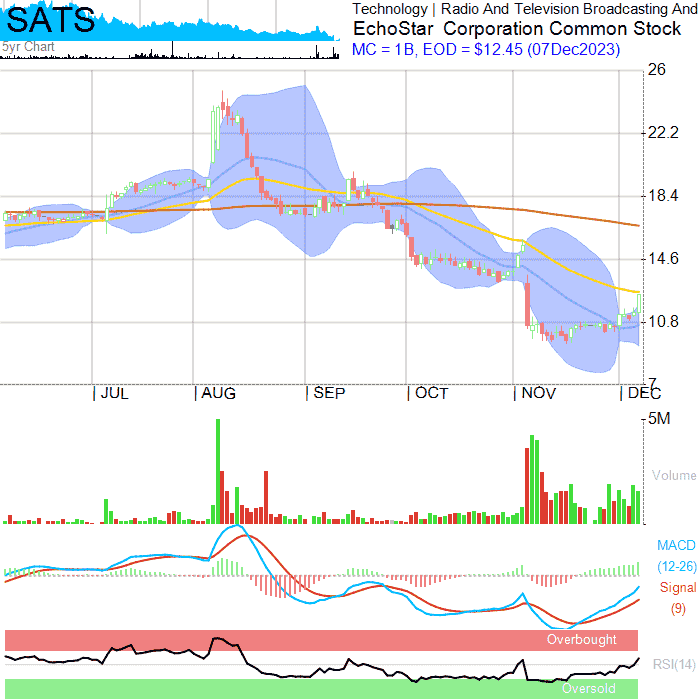 SATS
5yr Chart
Technology | Radio And Television Broadcasting And
EchoStar Corporation Common Stock
MC = 1B, EOD = $12.45 (07Dec2023)
26
22.2
18.4
14.6
10.8
7
JUL
AUG
SEP
OCT
NOV
DEC
5M
Volume
MACD
(12-26)
Signal
(9)
Overbought
RSI(14)
Oversold